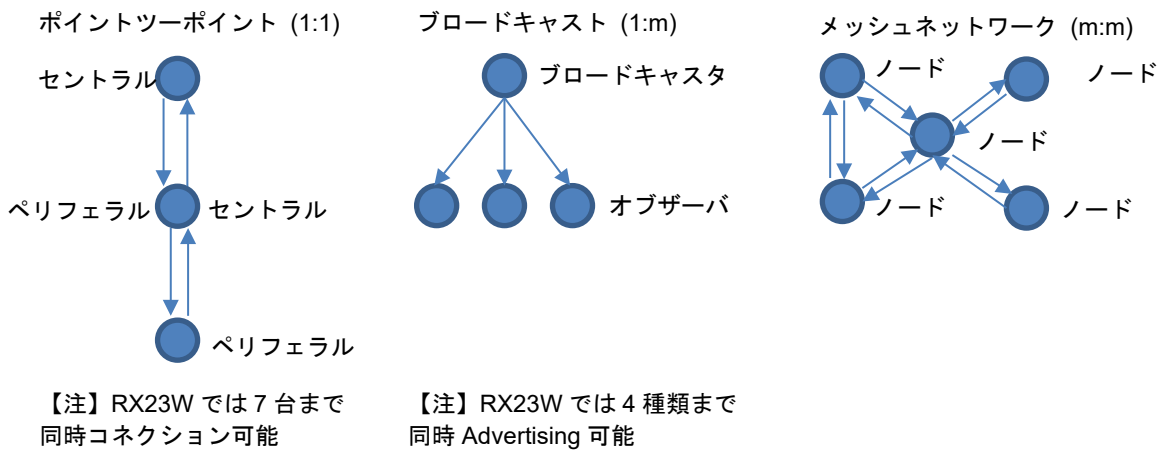 ポイントツーポイント (1:1)
セントラル
ペリフェラル
セントラル
ペリフェラル
【注】RX23W では 7 台まで
同時コネクション可能
ブロードキャスト (1:m)
ブロードキャスタ
オブザーバ
【注】RX23W では 4 種類まで
同時 Advertising 可能
メッシュネットワーク (m:m)
ノード
ノード
ノード
ノード
ノード